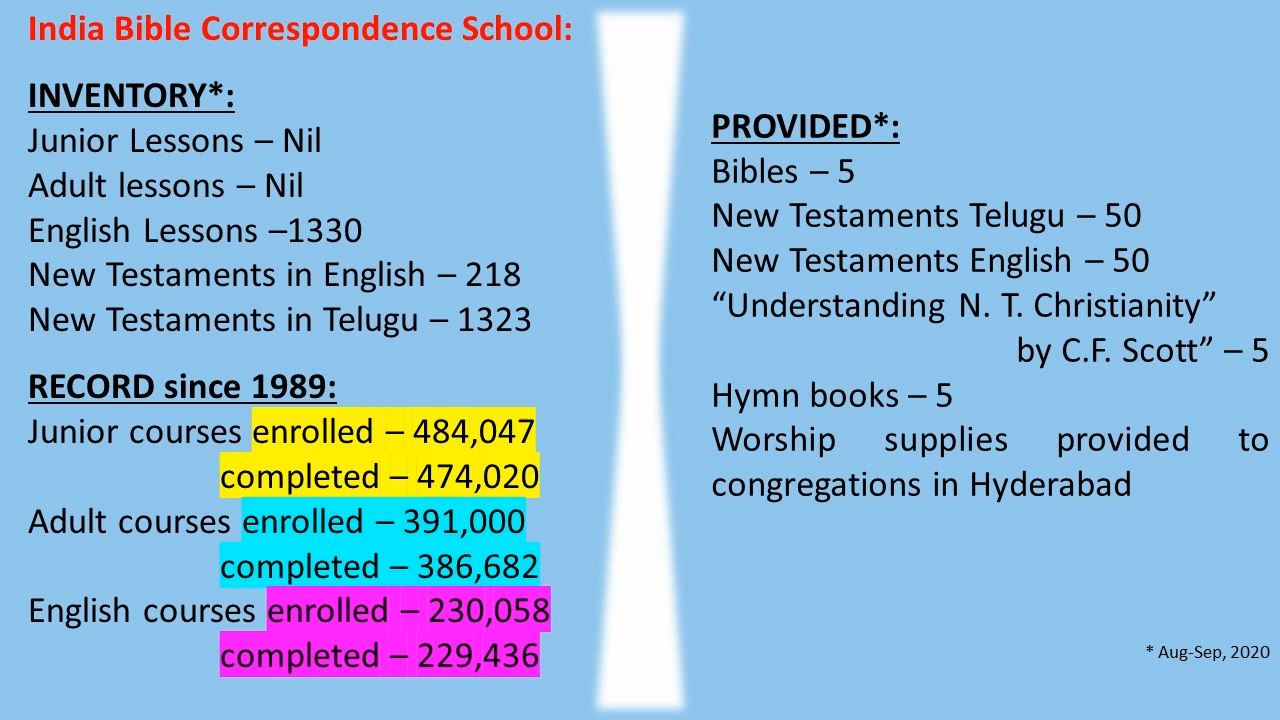 India Bible Correspondence School:
INVENTORY*:
Junior Lessons – Nil
Adult lessons – Nil
English Lessons –1330
New Testaments in English – 218
New Testaments in Telugu – 1323
RECORD since 1989:
Junior courses enrolled – 484,047
completed – 474,020
Adult courses enrolled – 391,000
completed – 386,682
English courses enrolled – 230,058
completed – 229,436
PROVIDED*:
Bibles – 5
New Testaments Telugu – 50
New Testaments English – 50
“Understanding N. T. Christianity”
by C.F. Scott” – 5
Hymn books – 5
Worship supplies provided to
congregations in Hyderabad
* Aug-Sep, 2020